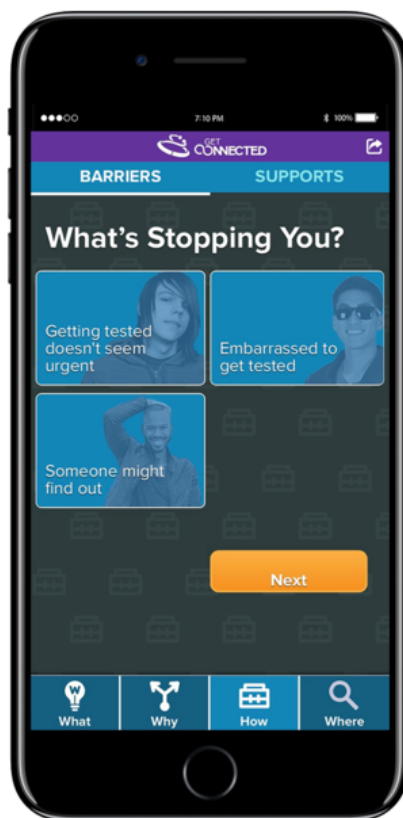 7:10 PM
100%
GET
CONNECTED
BARRIERS
SUPPORTS
What's Stopping You?
Getting tested
doesn't seem
urgent
Embarrassed to
get tested
Someone might
find out
Next
W
What
Why
How
Where